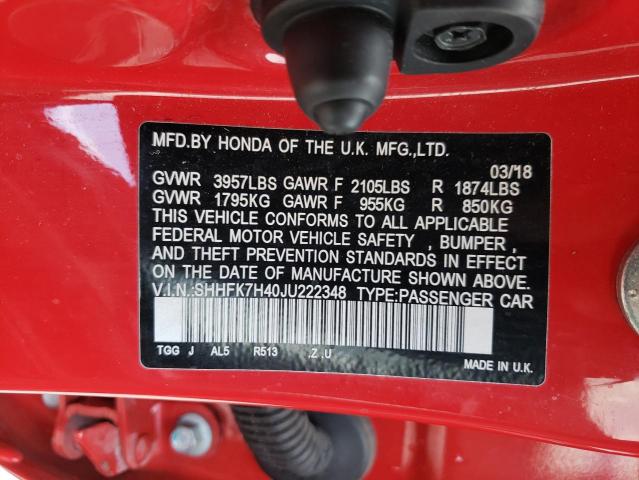 MFD.BY HONDA OF THE U.K. MFG.,LTD.
03/18
GVWR 3957LBS GAWR F 2105LBS R 1874LBS
GVWR 1795KG GAWR F 955KG R 850KG
THIS VEHICLE CONFORMS TO ALL APPLICABLE
FEDERAL MOTOR VEHICLE SAFETY , BUMPER ,
AND THEFT PREVENTION STANDARDS IN EFFECT
ON THE DATE OF MANUFACTURE SHOWN ABOVE.
V.I.N.:SHHFK7H40JU222348 TYPE:PASSENGER CAR
TGG J AL5 R513 .Z .U
MADE IN U.K.